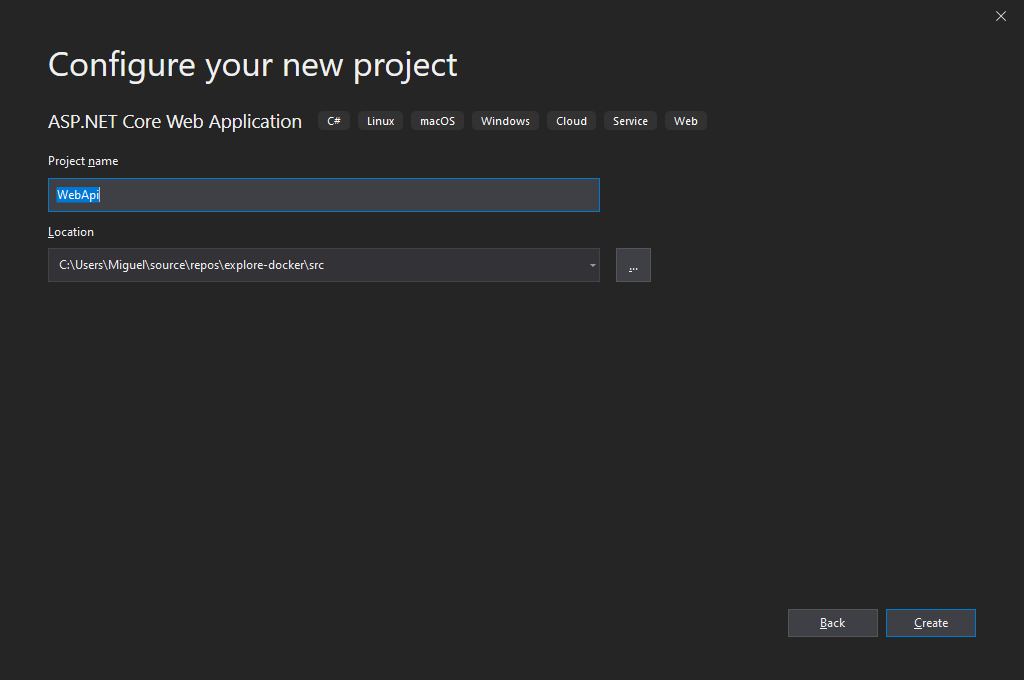 Configure your new project
ASP.NET Core Web Application C# Linux macOS Windows Cloud Service Web
Project name
WebApi
Location
C:\Users\Miguel\source\repos\explore-docker\src ...
Back Create